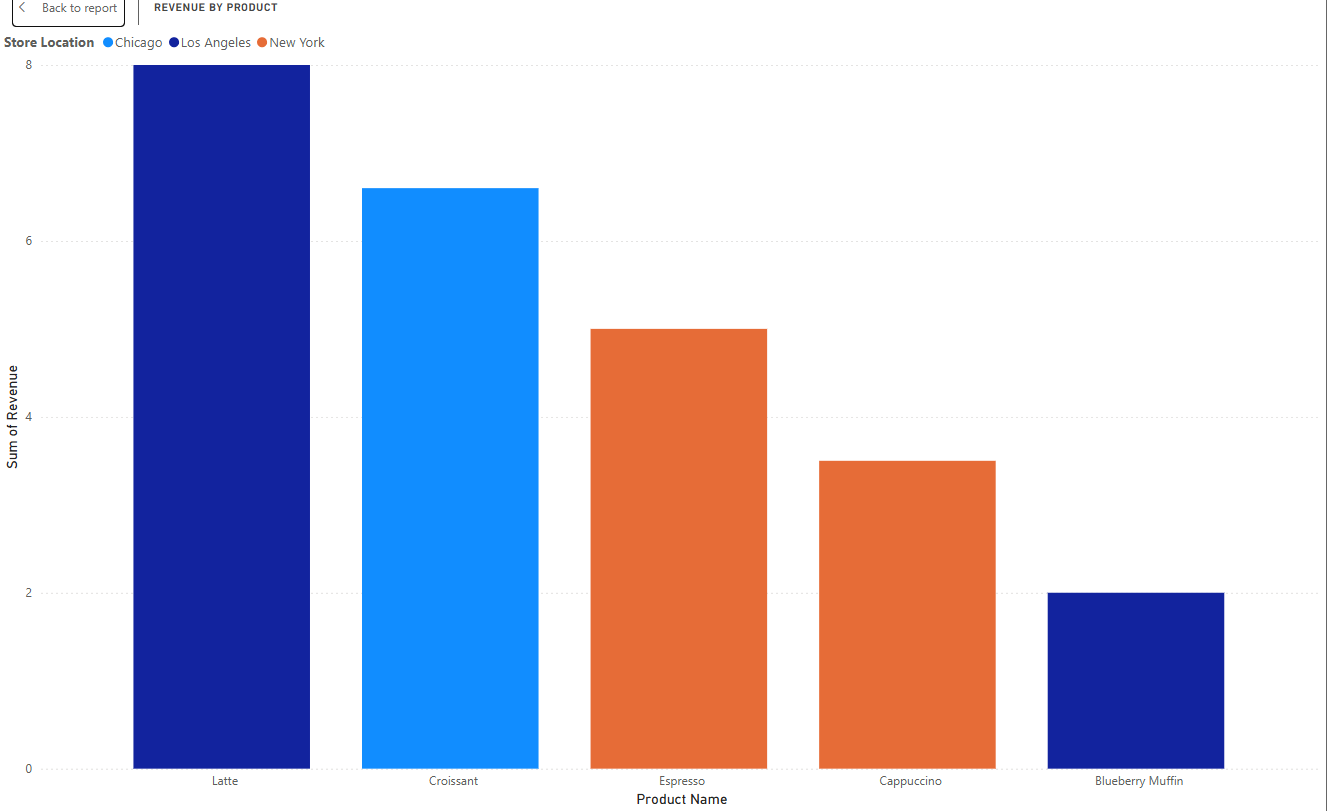 Back to report
REVENUE BY PRODUCT
Store Location Chicago Los Angeles New York
8
6
4
2
0
Sum of Revenue
Latte Croissant Espresso Cappuccino Blueberry Muffin
Product Name